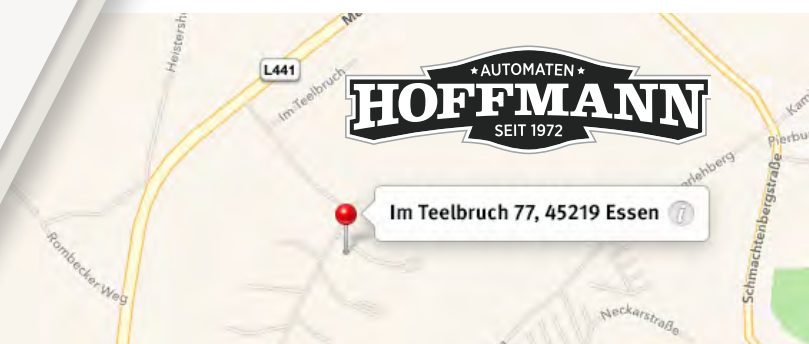 L441
Im Teelbruch
AUTOMATEN
HOFFMANN
SEIT 1972
Im Teelbruch 77, 45219 Essen
Rombecker Weg
Schmachtenbergstraße
Neckarstraße